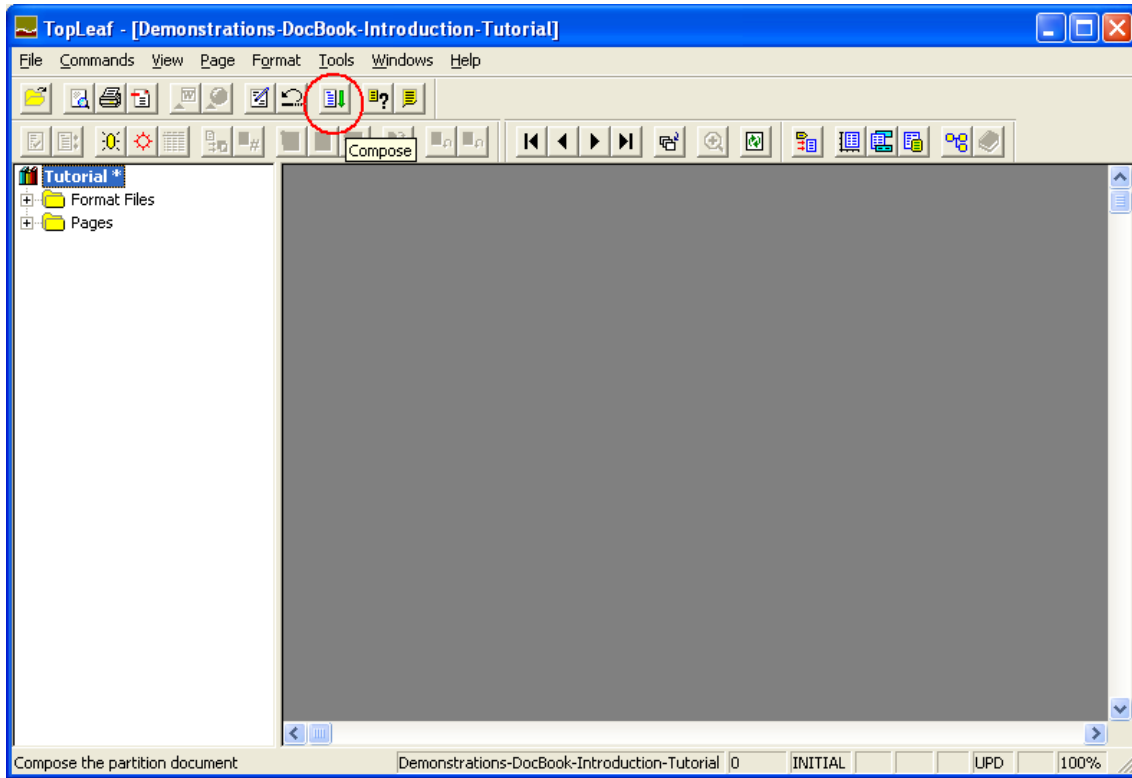 TopLeaf - [Demonstrations-DocBook-Introduction-Tutorial]
File Commands View Page Format Tools Windows Help
Compose
Tutorial *
Format Files
Pages
Compose the partition document Demonstrations-DocBook-Introduction-Tutorial 0 INITIAL UPD 100%